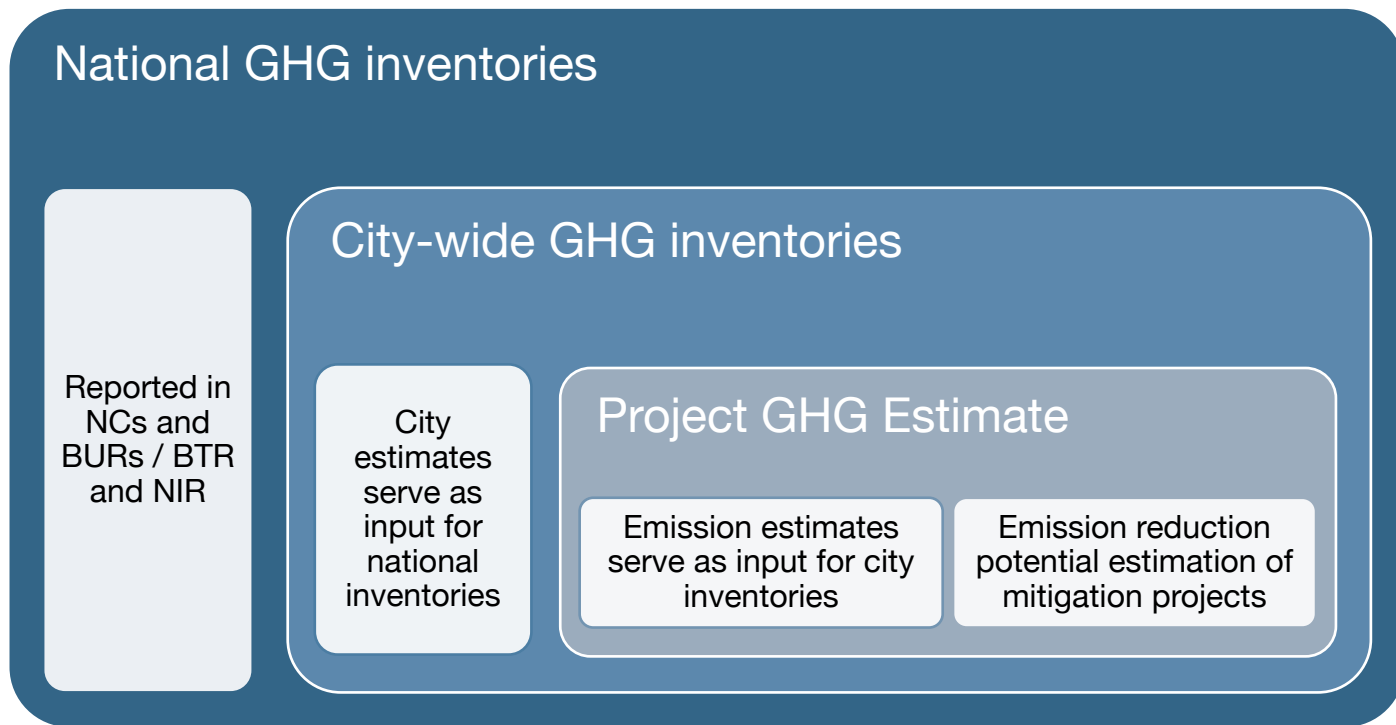 National GHG inventories
City-wide GHG inventories
Reported in
NCs and
BURs / BTR
and NIR
City
estimates
serve as
input for
national
inventories
Project GHG Estimate
Emission estimates
serve as input for city
inventories
Emission reduction
potential estimation of
mitigation projects